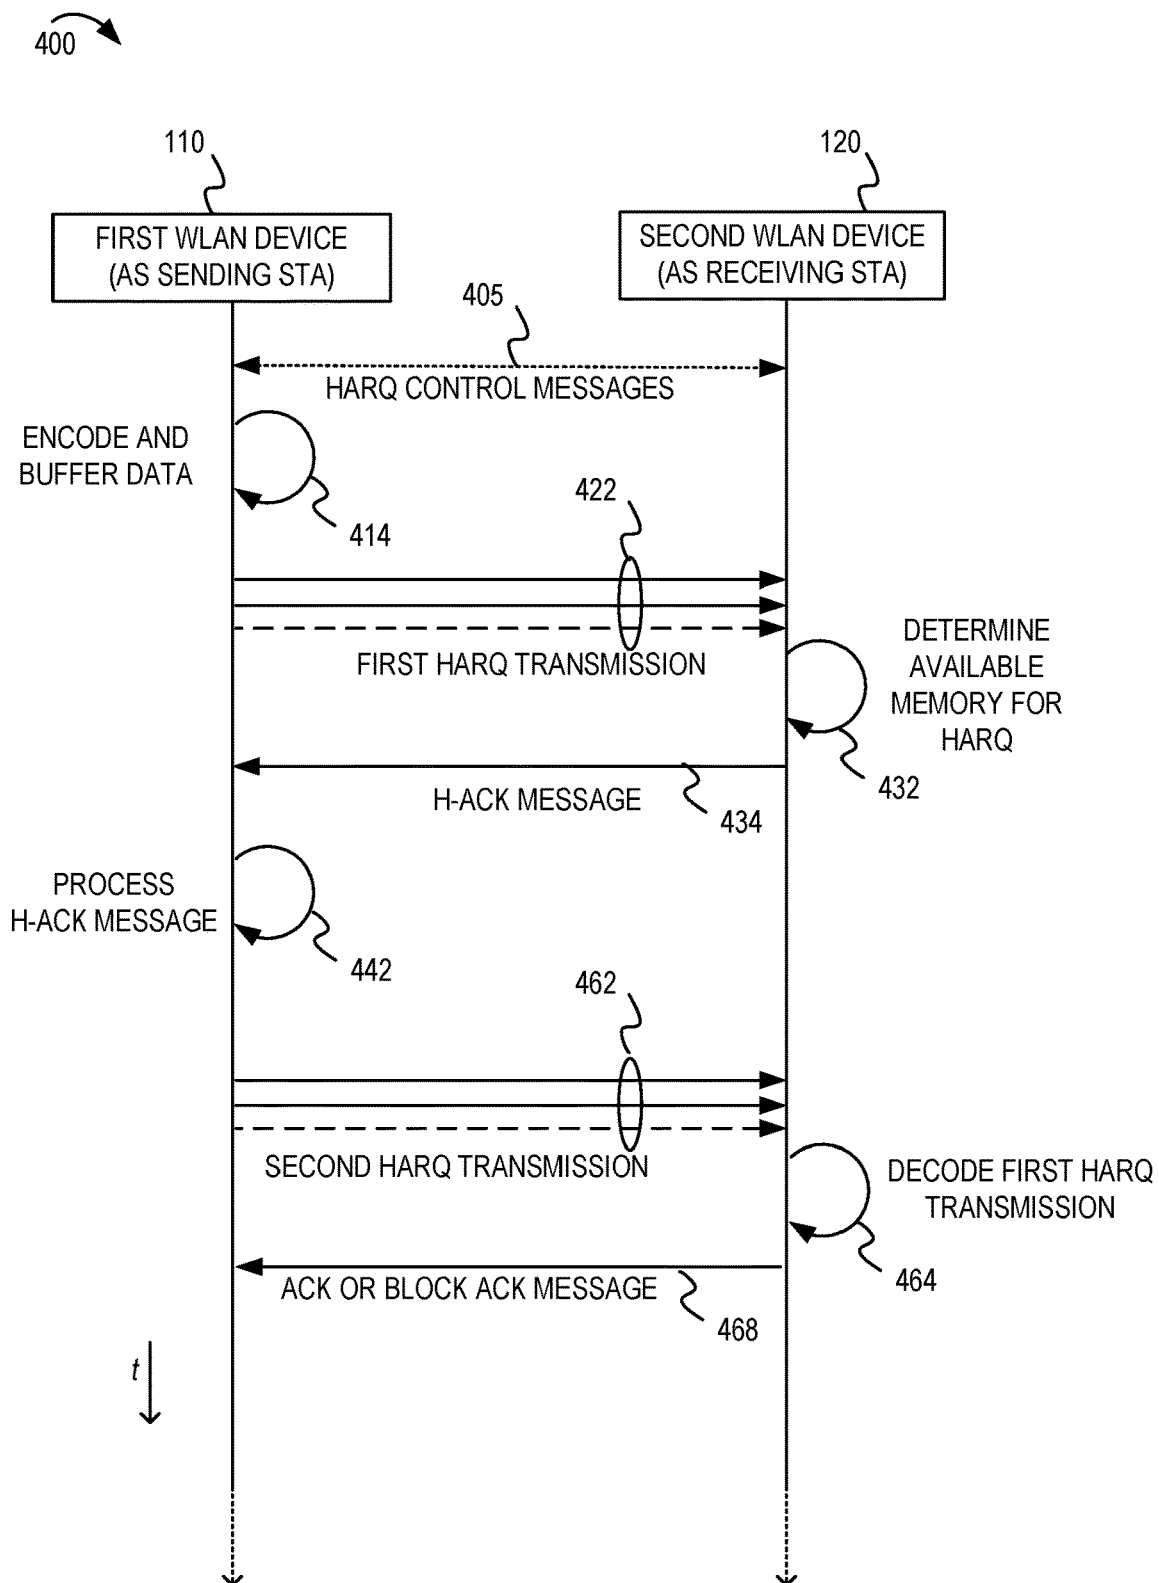 400
110
120
FIRST WLAN DEVICE
(AS SENDING STA)
SECOND WLAN DEVICE
(AS RECEIVING STA)
405
HARQ CONTROL MESSAGES
ENCODE AND
BUFFER DATA
414
422
FIRST HARQ TRANSMISSION
DETERMINE
AVAILABLE
MEMORY FOR
HARQ
432
H-ACK MESSAGE
434
PROCESS
H-ACK MESSAGE
442
462
SECOND HARQ TRANSMISSION
DECODE FIRST HARQ
TRANSMISSION
464
ACK OR BLOCK ACK MESSAGE
468
t